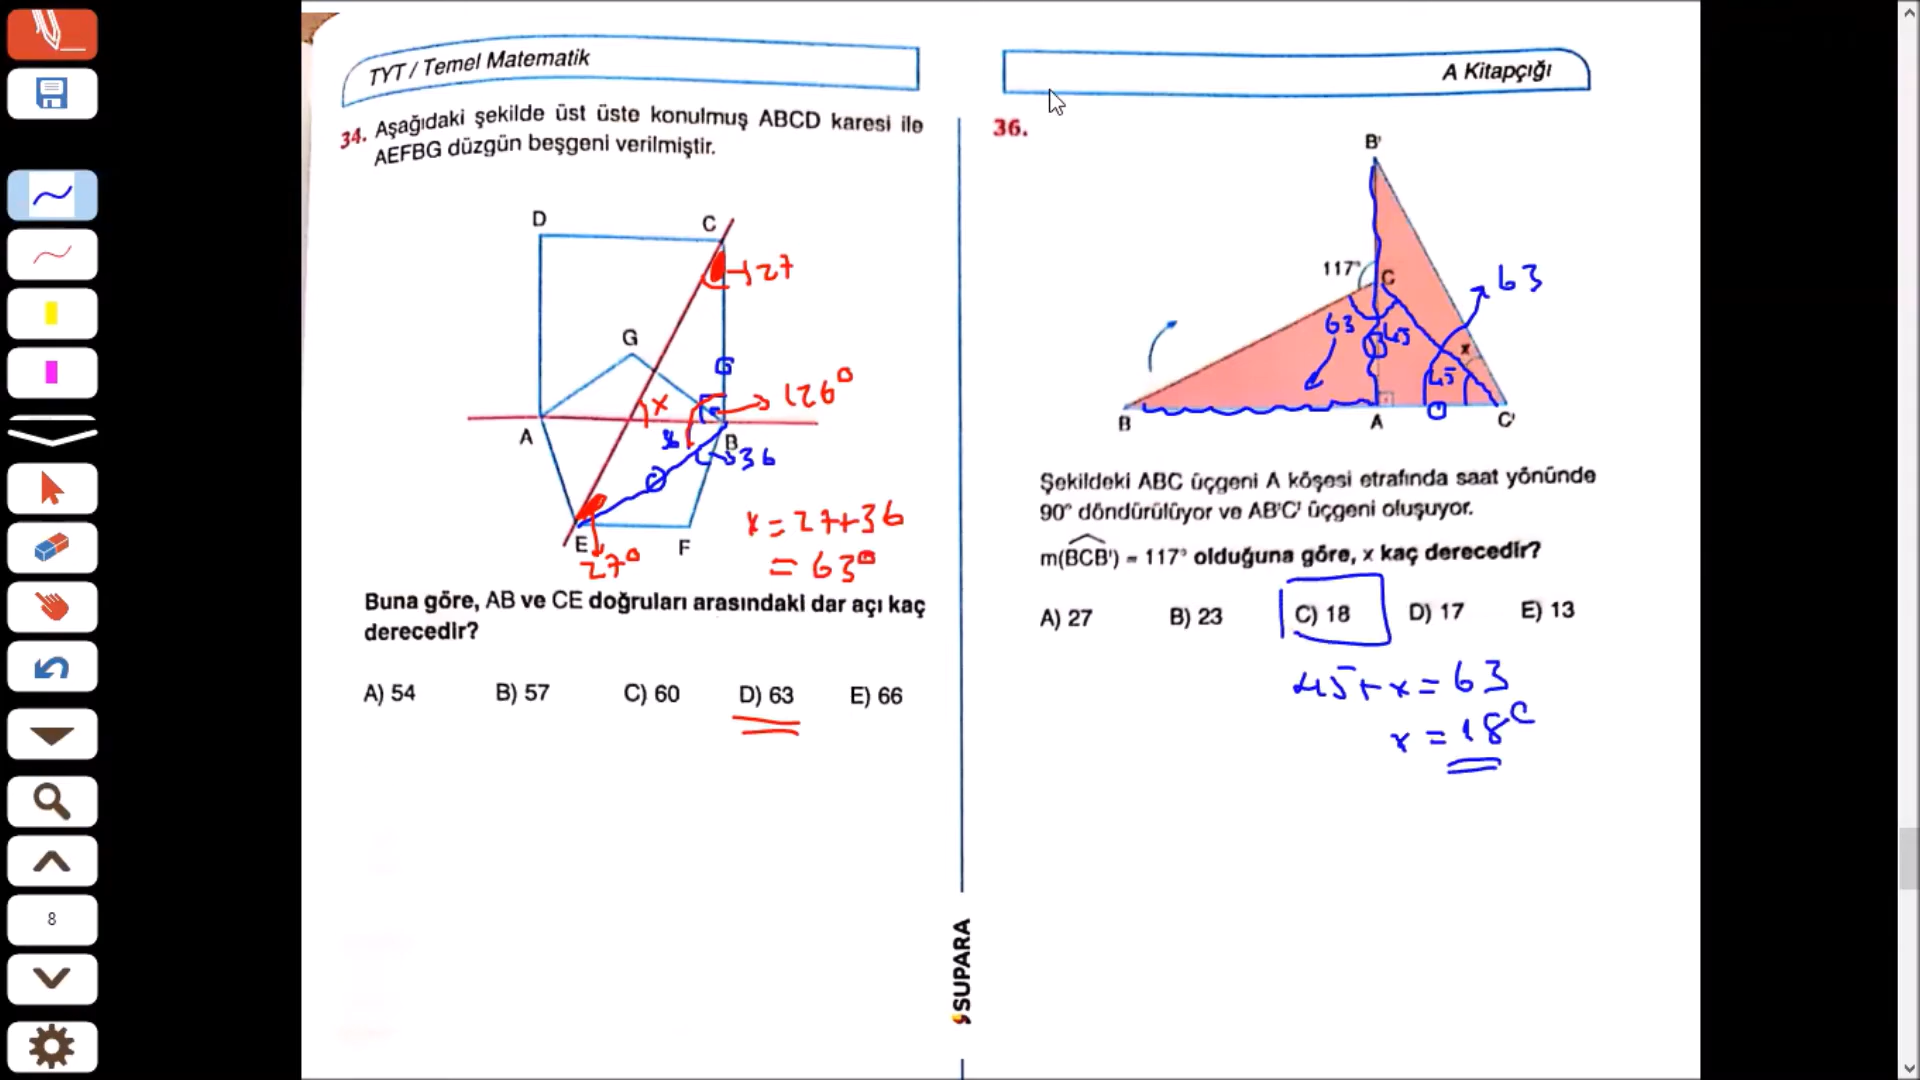 TYT / Temel Matematik
34. Aşağıdaki şekilde üst üste konulmuş ABCD karesi ile
AEFBG düzgün beşgeni verilmiştir.
D
C
27
G
x
126°
A
B
36
36
E
F
27°
x = 27+36
= 63°
Buna göre, AB ve CE doğruları arasındaki dar açı kaç
derecedir?
A) 54 B) 57 C) 60 D) 63 E) 66
SUPARA
A Kitapçığı
36.
B'
117°
C
63
63
45
x
45
B
A
C'
Şekildeki ABC üçgeni A köşesi etrafında saat yönünde
90° döndürülüyor ve AB'C' üçgeni oluşuyor.
m(BCB') = 117° olduğuna göre, x kaç derecedir?
A) 27 B) 23 C) 18 D) 17 E) 13
45+x=63
x=18
8